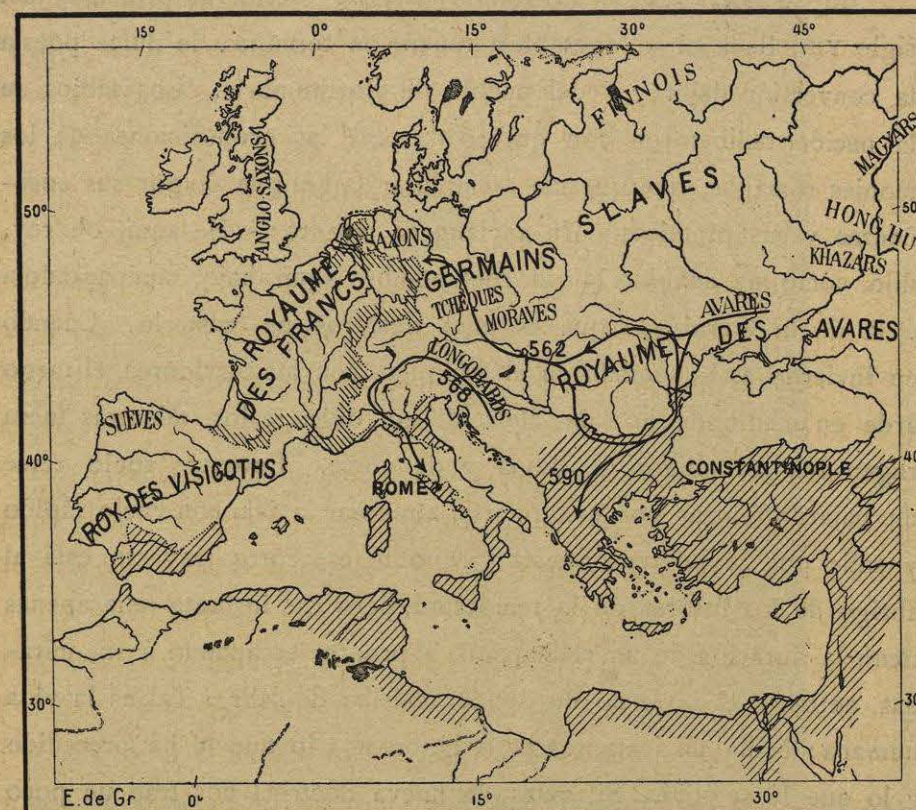 15° 0° 15° 30° 45°
FINNOIS
MAGYARS
ANGLO SAXONS
SLAVES
50° 50°
HONG HU
SAXONS
KHAZARS
ROYAUME
DES FRANCS
GERMAINS
TCHEQUES
MORAVES
AVARES
562
ROYAUME DES AVARES
LONGOBARDS
568
SUÈVES
40° 40°
ROY. DES VISIGOTHS
ROME
590
CONSTANTINOPLE
30° 30°
E. de Gr
0° 15° 30°